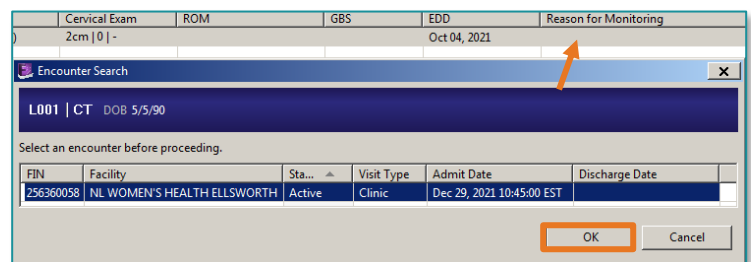 Cervical Exam ROM GBS EDD Reason for Monitoring
) 2cm | 0 | - Oct 04, 2021
Encounter Search x
L001 | CT DOB 5/5/90
Select an encounter before proceeding.
FIN Facility Sta... Visit Type Admit Date Discharge Date
256360058 NL WOMEN'S HEALTH ELLSWORTH Active Clinic Dec 29, 2021 10:45:00 EST
OK Cancel